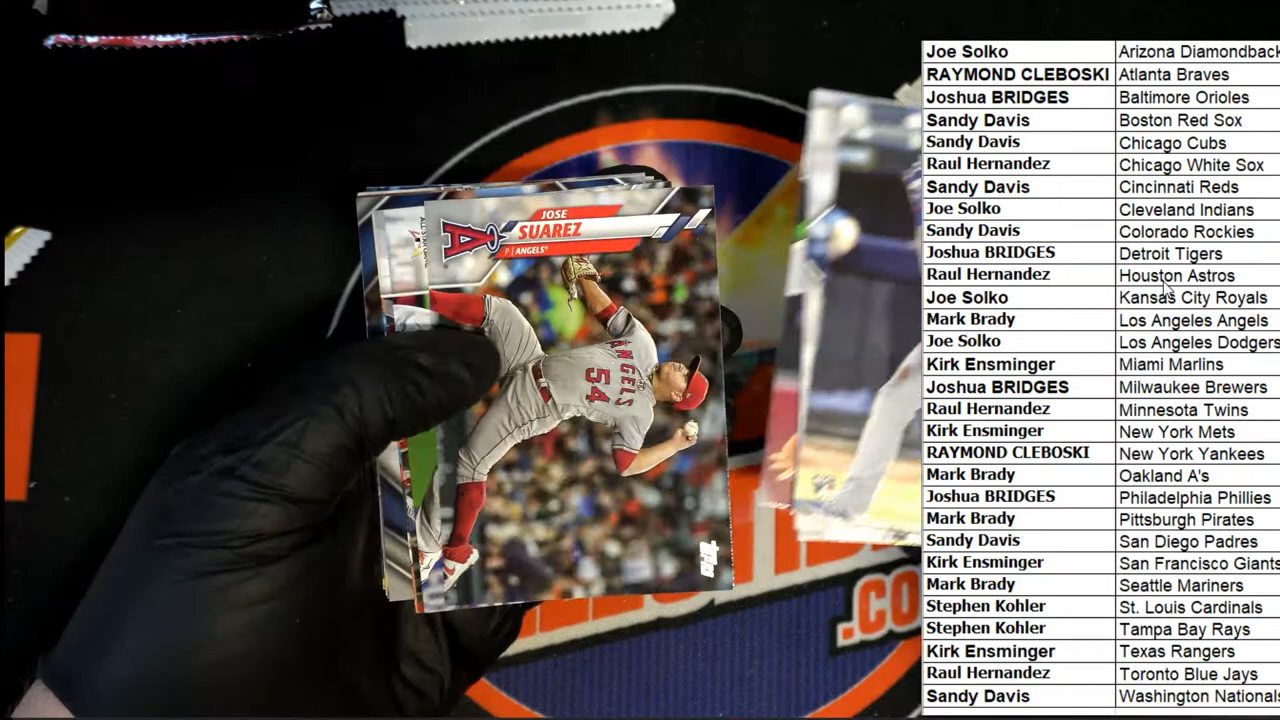 JOSE
SUAREZ
P | ANGELS
ANGELS
54
topps
.CO
Joe Solko Arizona Diamondback
RAYMOND CLEBOSKI Atlanta Braves
Joshua BRIDGES Baltimore Orioles
Sandy Davis Boston Red Sox
Sandy Davis Chicago Cubs
Raul Hernandez Chicago White Sox
Sandy Davis Cincinnati Reds
Joe Solko Cleveland Indians
Sandy Davis Colorado Rockies
Joshua BRIDGES Detroit Tigers
Raul Hernandez Houston Astros
Joe Solko Kansas City Royals
Mark Brady Los Angeles Angels
Joe Solko Los Angeles Dodgers
Kirk Ensminger Miami Marlins
Joshua BRIDGES Milwaukee Brewers
Raul Hernandez Minnesota Twins
Kirk Ensminger New York Mets
RAYMOND CLEBOSKI New York Yankees
Mark Brady Oakland A's
Joshua BRIDGES Philadelphia Phillies
Mark Brady Pittsburgh Pirates
Sandy Davis San Diego Padres
Kirk Ensminger San Francisco Giants
Mark Brady Seattle Mariners
Stephen Kohler St. Louis Cardinals
Stephen Kohler Tampa Bay Rays
Kirk Ensminger Texas Rangers
Raul Hernandez Toronto Blue Jays
Sandy Davis Washington Nationals